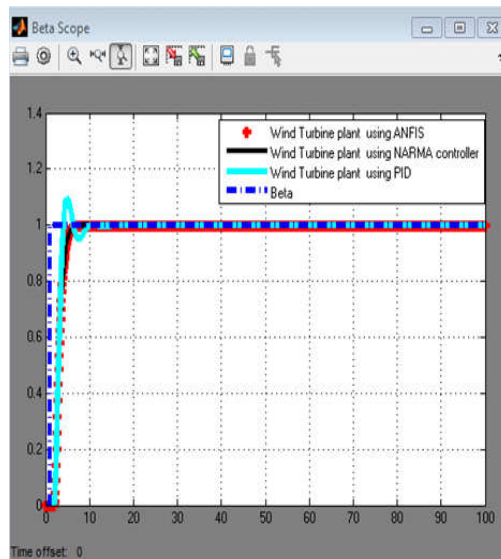 Beta Scope
1.4
Wind Turbine plant using ANFIS
Wind Turbine plant using NARMA controller
Wind Turbine plant using PID
Beta
1.2
1
0.8
0.6
0.4
0.2
0
0 10 20 30 40 50 60 70 80 90 100
Time offset: 0